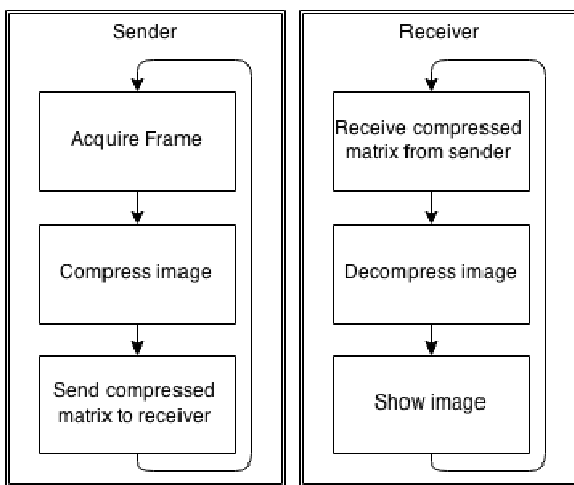 Sender
Acquire Frame
Compress image
Send compressed
matrix to receiver
Receiver
Receive compressed
matrix from sender
Decompress image
Show image